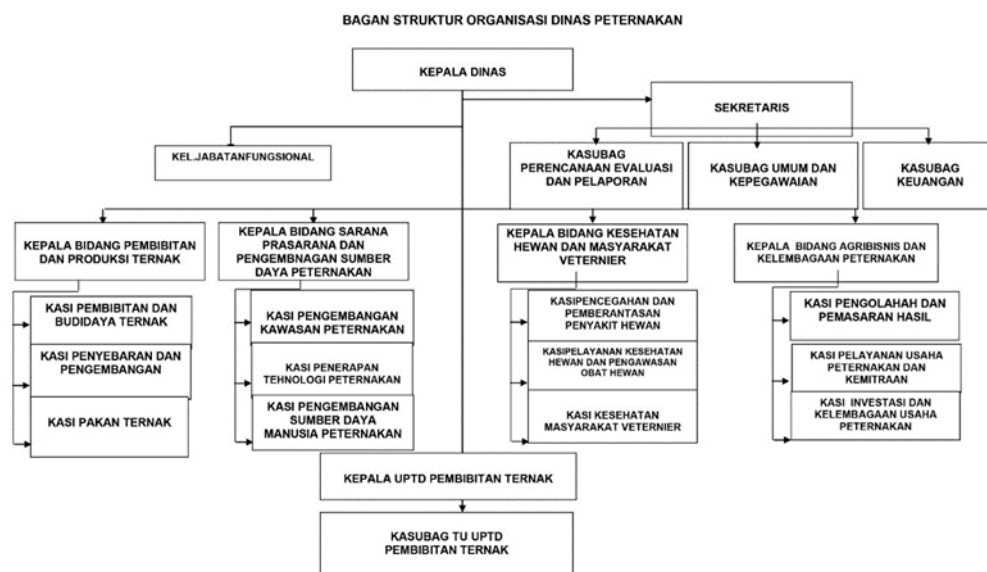 BAGAN STRUKTUR ORGANISASI DINAS PETERNAKAN
KEPALA DINAS
SEKRETARIS
KEL.JABATANFUNGSIONAL
KASUBAG
PERENCANAAN EVALUASI
DAN PELAPORAN
KASUBAG UMUM DAN
KEPEGAWAIAN
KASUBAG
KEUANGAN
KEPALA BIDANG PEMBIBITAN
DAN PRODUKSI TERNAK
KEPALA BIDANG SARANA
PRASARANA DAN
PENGEMBNAGAN SUMBER
DAYA PETERNAKAN
KEPALA BIDANG KESEHATAN
HEWAN DAN MASYARAKAT
VETERNIER
KEPALA BIDANG AGRIBISNIS DAN
KELEMBAGAAN PETERNAKAN
KASI PEMBIBITAN DAN
BUDIDAYA TERNAK
KASI PENYEBARAN DAN
PENGEMBANGAN
KASI PAKAN TERNAK
KASI PENGEMBANGAN
KAWASAN PETERNAKAN
KASI PENERAPAN
TEHNOLOGI PETERNAKAN
KASI PENGEMBANGAN
SUMBER DAYA
MANUSIA PETERNAKAN
KASIPENCEGAHAN DAN
PEMBERANTASAN
PENYAKIT HEWAN
KASIPELAYANAN KESEHATAN
HEWAN DAN PENGAWASAN
OBAT HEWAN
KASI KESEHATAN
MASYARAKAT VETERNIER
KASI PENGOLAHAH DAN
PEMASARAN HASIL
KASI PELAYANAN USAHA
PETERNAKAN DAN
KEMITRAAN
KASI INVESTASI DAN
KELEMBAGAAN USAHA
PETERNAKAN
KEPALA UPTD PEMBIBITAN TERNAK
KASUBAG TU UPTD
PEMBIBITAN TERNAK